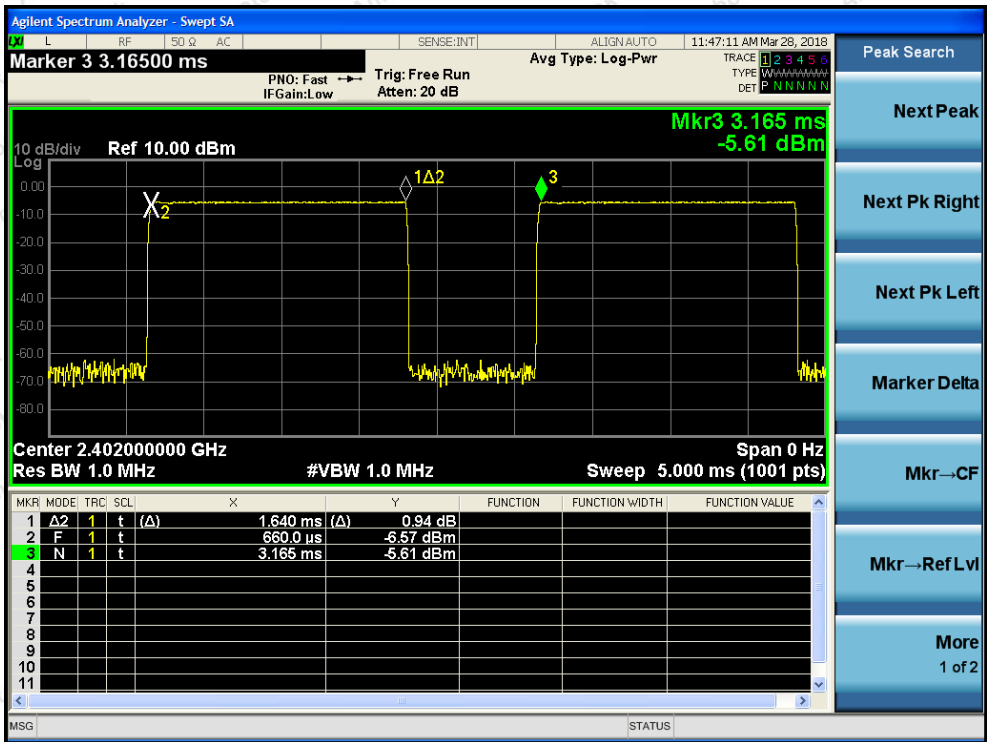 Agilent Spectrum Analyzer - Swept SA
LXI L RF 50 Ω AC SENSE:INT ALIGN AUTO 11:47:11 AM Mar 28, 2018
Marker 3 3.16500 ms
PNO: Fast
IFGain:Low
Trig: Free Run
Atten: 20 dB
Avg Type: Log-Pwr
TRACE 1 2 3 4 5 6
TYPE WWWWWW
DET P N N N N N
Peak Search
Next Peak
Next Pk Right
Next Pk Left
Marker Delta
Mkr→CF
Mkr→Ref Lvl
More
1 of 2
Mkr3 3.165 ms
-5.61 dBm
10 dB/div Ref 10.00 dBm
Log
0.00
-10.0
-20.0
-30.0
-40.0
-50.0
-60.0
-70.0
-80.0
X2
1Δ2
3
Center 2.402000000 GHz Span 0 Hz
Res BW 1.0 MHz #VBW 1.0 MHz Sweep 5.000 ms (1001 pts)
MKR MODE TRC SCL X Y FUNCTION FUNCTION WIDTH FUNCTION VALUE
1 Δ2 1 t (Δ) 1.640 ms (Δ) 0.94 dB
2 F 1 t 660.0 µs -6.57 dBm
3 N 1 t 3.165 ms -5.61 dBm
4
5
6
7
8
9
10
11
MSG STATUS